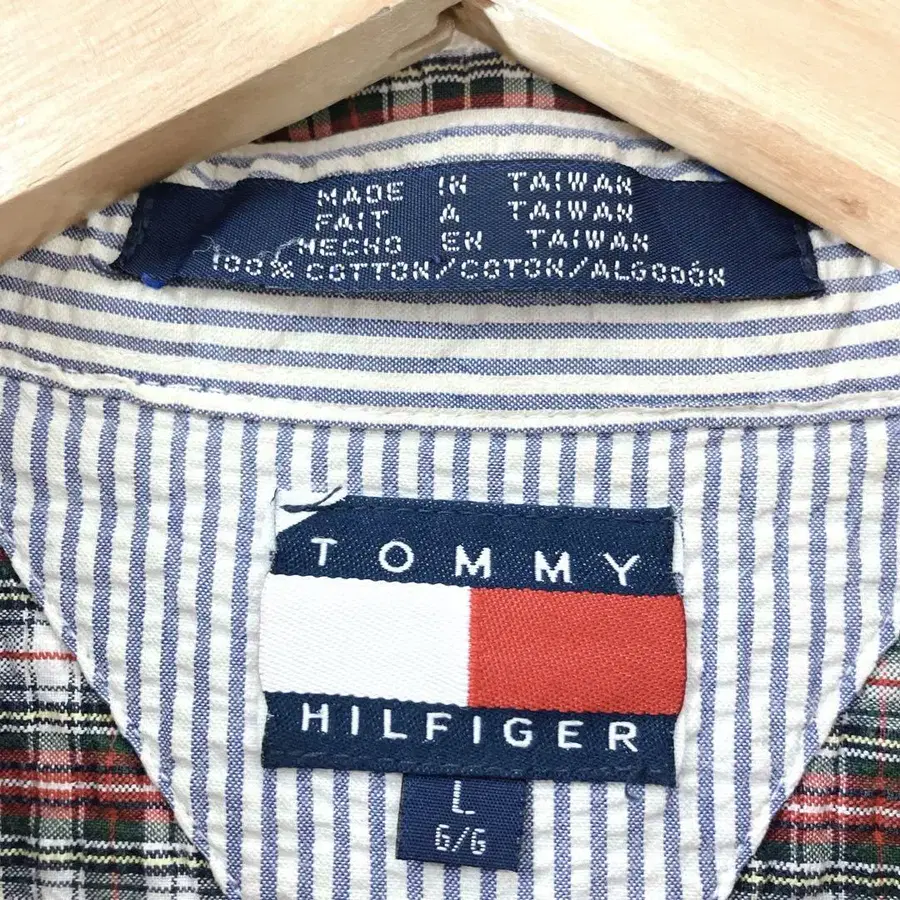 MADE IN TAIWAN
FAIT A TAIWAN
HECHO EN TAIWAN
100% COTTON/COTON/ALGODÓN
TOMMY
HILFIGER
L
G/G